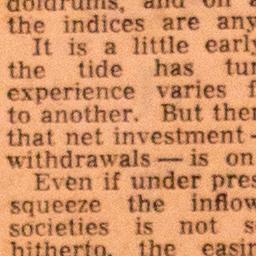 doldrums, and on
the indices are any
It is a little early
the tide has tur
experience varies f
to another. But ther
that net investment -
withdrawals — is on
Even if under pres
squeeze the inflow
societies is not s
hitherto, the easin